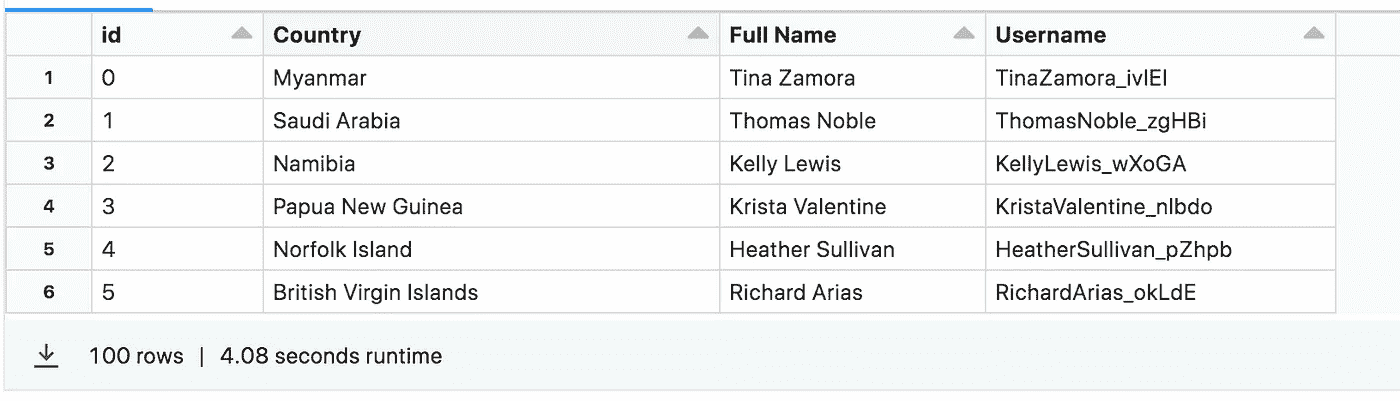 id Country Full Name Username
1 0 Myanmar Tina Zamora TinaZamora_ivIEI
2 1 Saudi Arabia Thomas Noble ThomasNoble_zgHBi
3 2 Namibia Kelly Lewis KellyLewis_wXoGA
4 3 Papua New Guinea Krista Valentine KristaValentine_nIbdo
5 4 Norfolk Island Heather Sullivan HeatherSullivan_pZhpb
6 5 British Virgin Islands Richard Arias RichardArias_okLdE
100 rows | 4.08 seconds runtime